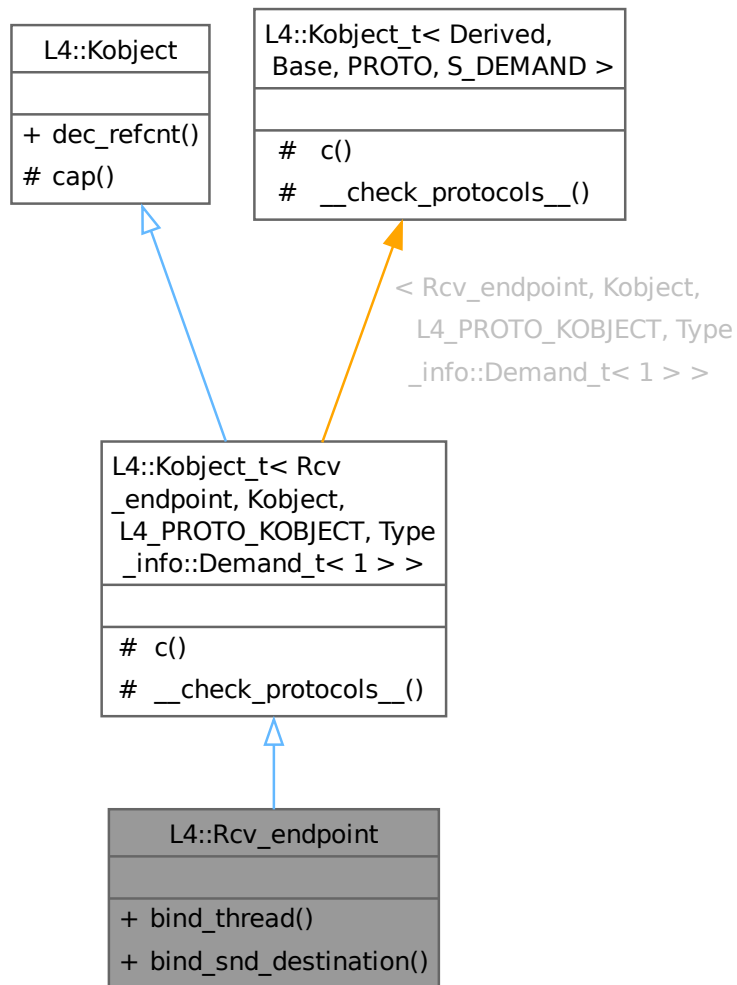 L4::Kobject
+ dec_refcnt()
# cap()
L4::Kobject_t< Derived,
Base, PROTO, S_DEMAND >
# c()
# __check_protocols__()
< Rcv_endpoint, Kobject,
L4_PROTO_KOBJECT, Type
_info::Demand_t< 1 > >
L4::Kobject_t< Rcv
_endpoint, Kobject,
L4_PROTO_KOBJECT, Type
_info::Demand_t< 1 > >
# c()
# __check_protocols__()
L4::Rcv_endpoint
+ bind_thread()
+ bind_snd_destination()